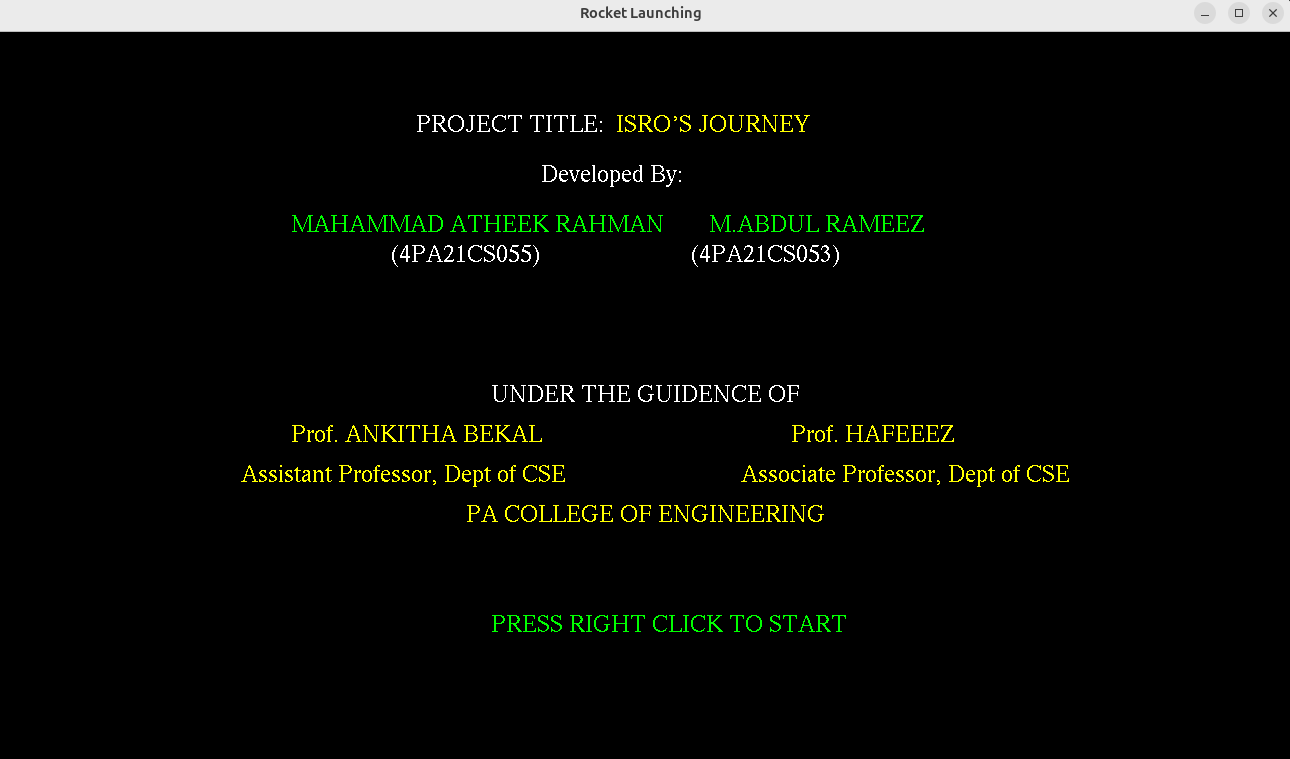 Rocket Launching
PROJECT TITLE: ISRO'S JOURNEY
Developed By:
MAHAMMAD ATHEEK RAHMAN M.ABDUL RAMEEZ
(4PA21CS055) (4PA21CS053)
UNDER THE GUIDENCE OF
Prof. ANKITHA BEKAL Prof. HAFEEEZ
Assistant Professor, Dept of CSE Associate Professor, Dept of CSE
PA COLLEGE OF ENGINEERING
PRESS RIGHT CLICK TO START